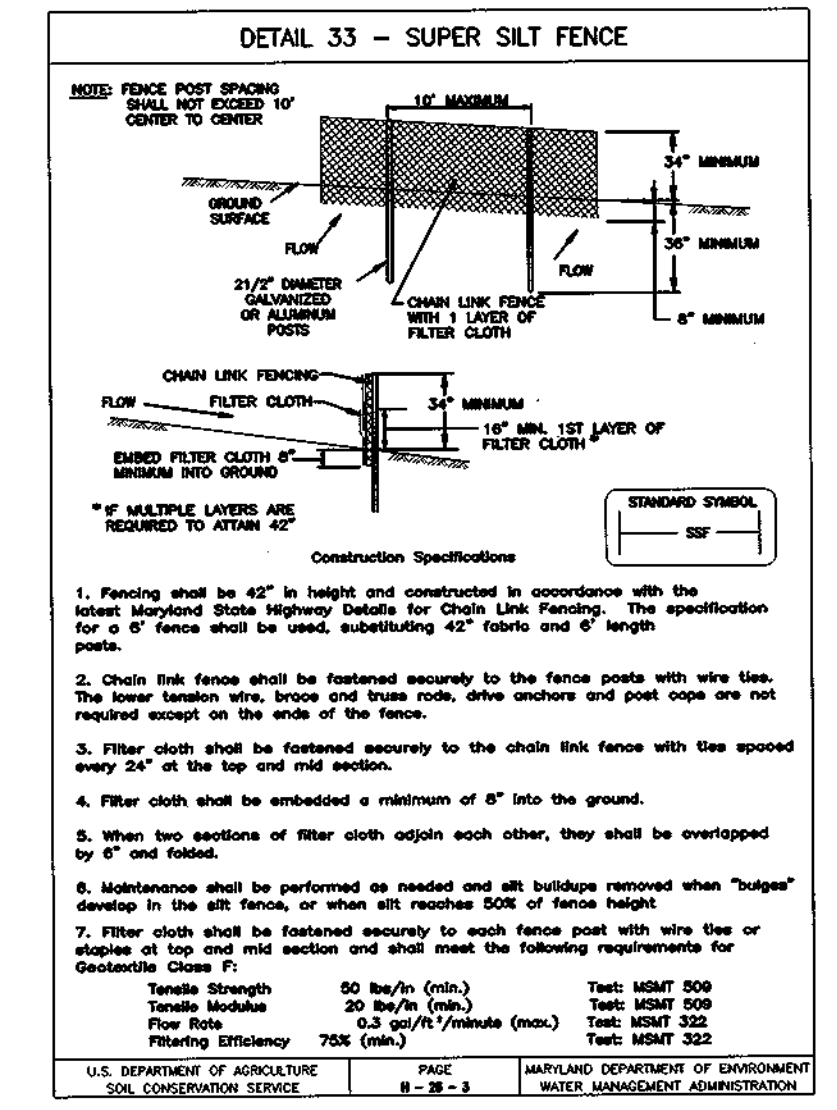 DETAIL 33 – SUPER SILT FENCE
NOTE: FENCE POST SPACING
SHALL NOT EXCEED 10'
CENTER TO CENTER
10' MAXIMUM
34" MINIMUM
GROUND
SURFACE
FLOW
36" MINIMUM
FLOW
21/2" DIAMETER
GALVANIZED
OR ALUMINUM
POSTS
CHAIN LINK FENCE
WITH 1 LAYER OF
FILTER CLOTH
8" MINIMUM
CHAIN LINK FENCING
FLOW
FILTER CLOTH
34" MINIMUM
16" MIN. 1ST LAYER OF
FILTER CLOTH *
EMBED FILTER CLOTH 8"
MINIMUM INTO GROUND
* IF MULTIPLE LAYERS ARE
REQUIRED TO ATTAIN 42"
STANDARD SYMBOL
SSF
Construction Specifications
1. Fencing shall be 42" in height and constructed in accordance with the
latest Maryland State Highway Details for Chain Link Fencing. The specification
for a 6' fence shall be used, substituting 42" fabric and 6' length
posts.
2. Chain link fence shall be fastened securely to the fence posts with wire ties.
The lower tension wire, brace and truss rods, drive anchors and post caps are not
required except on the ends of the fence.
3. Filter cloth shall be fastened securely to the chain link fence with ties spaced
every 24" at the top and mid section.
4. Filter cloth shall be embedded a minimum of 8" into the ground.
5. When two sections of filter cloth adjoin each other, they shall be overlapped
by 6" and folded.
6. Maintenance shall be performed as needed and silt buildups removed when "bulges"
develop in the silt fence, or when silt reaches 50% of fence height
7. Filter cloth shall be fastened securely to each fence post with wire ties or
staples at top and mid section and shall meet the following requirements for
Geotextile Class F:
Tensile Strength 50 lbs/in (min.) Test: MSMT 509
Tensile Modulus 20 lbs/in (min.) Test: MSMT 509
Flow Rate 0.3 gal/ft²/minute (max.) Test: MSMT 322
Filtering Efficiency 75% (min.) Test: MSMT 322
U.S. DEPARTMENT OF AGRICULTURE
SOIL CONSERVATION SERVICE
PAGE
H – 26 – 3
MARYLAND DEPARTMENT OF ENVIRONMENT
WATER MANAGEMENT ADMINISTRATION